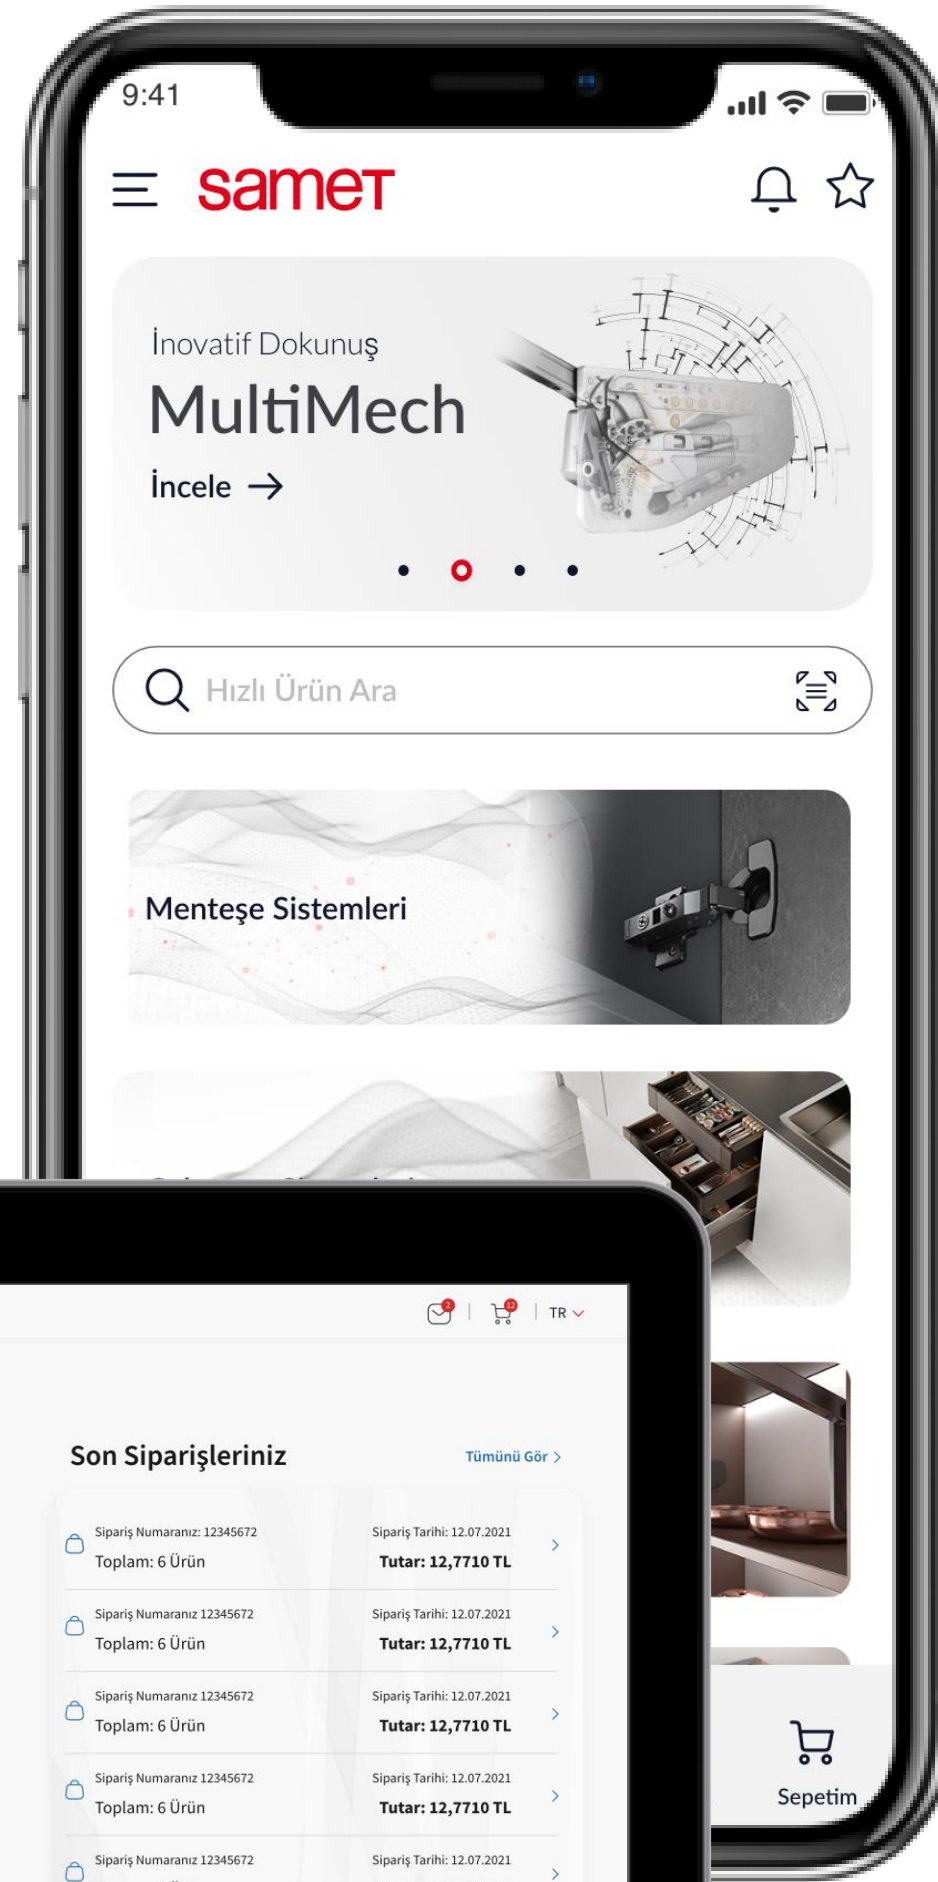 9:41
samet
İnovatif Dokunuş
MultiMech
İncele
Hızlı Ürün Ara
Menteşe Sistemleri
2
12
TR
Son Siparişleriniz
Tümünü Gör
Sipariş Numaranız: 12345672
Sipariş Tarihi: 12.07.2021
Toplam: 6 Ürün
Tutar: 12,7710 TL
Sipariş Numaranız 12345672
Sipariş Tarihi: 12.07.2021
Toplam: 6 Ürün
Tutar: 12,7710 TL
Sipariş Numaranız 12345672
Sipariş Tarihi: 12.07.2021
Toplam: 6 Ürün
Tutar: 12,7710 TL
Sipariş Numaranız 12345672
Sipariş Tarihi: 12.07.2021
Toplam: 6 Ürün
Tutar: 12,7710 TL
Sipariş Numaranız 12345672
Sipariş Tarihi: 12.07.2021
Sepetim